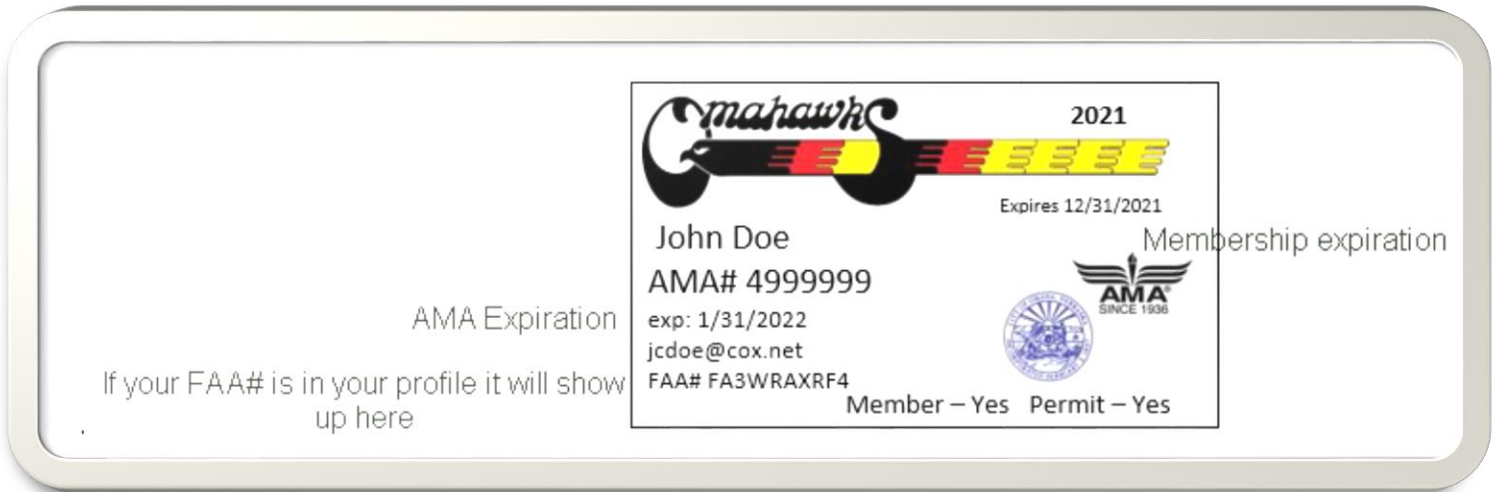 Omahawks
2021
Expires 12/31/2021
John Doe
Membership expiration
AMA# 4999999
AMA
SINCE 1936
AMA Expiration
exp: 1/31/2022
jcdoe@cox.net
If your FAA# is in your profile it will show
up here
FAA# FA3WRAXRF4
Member – Yes Permit – Yes